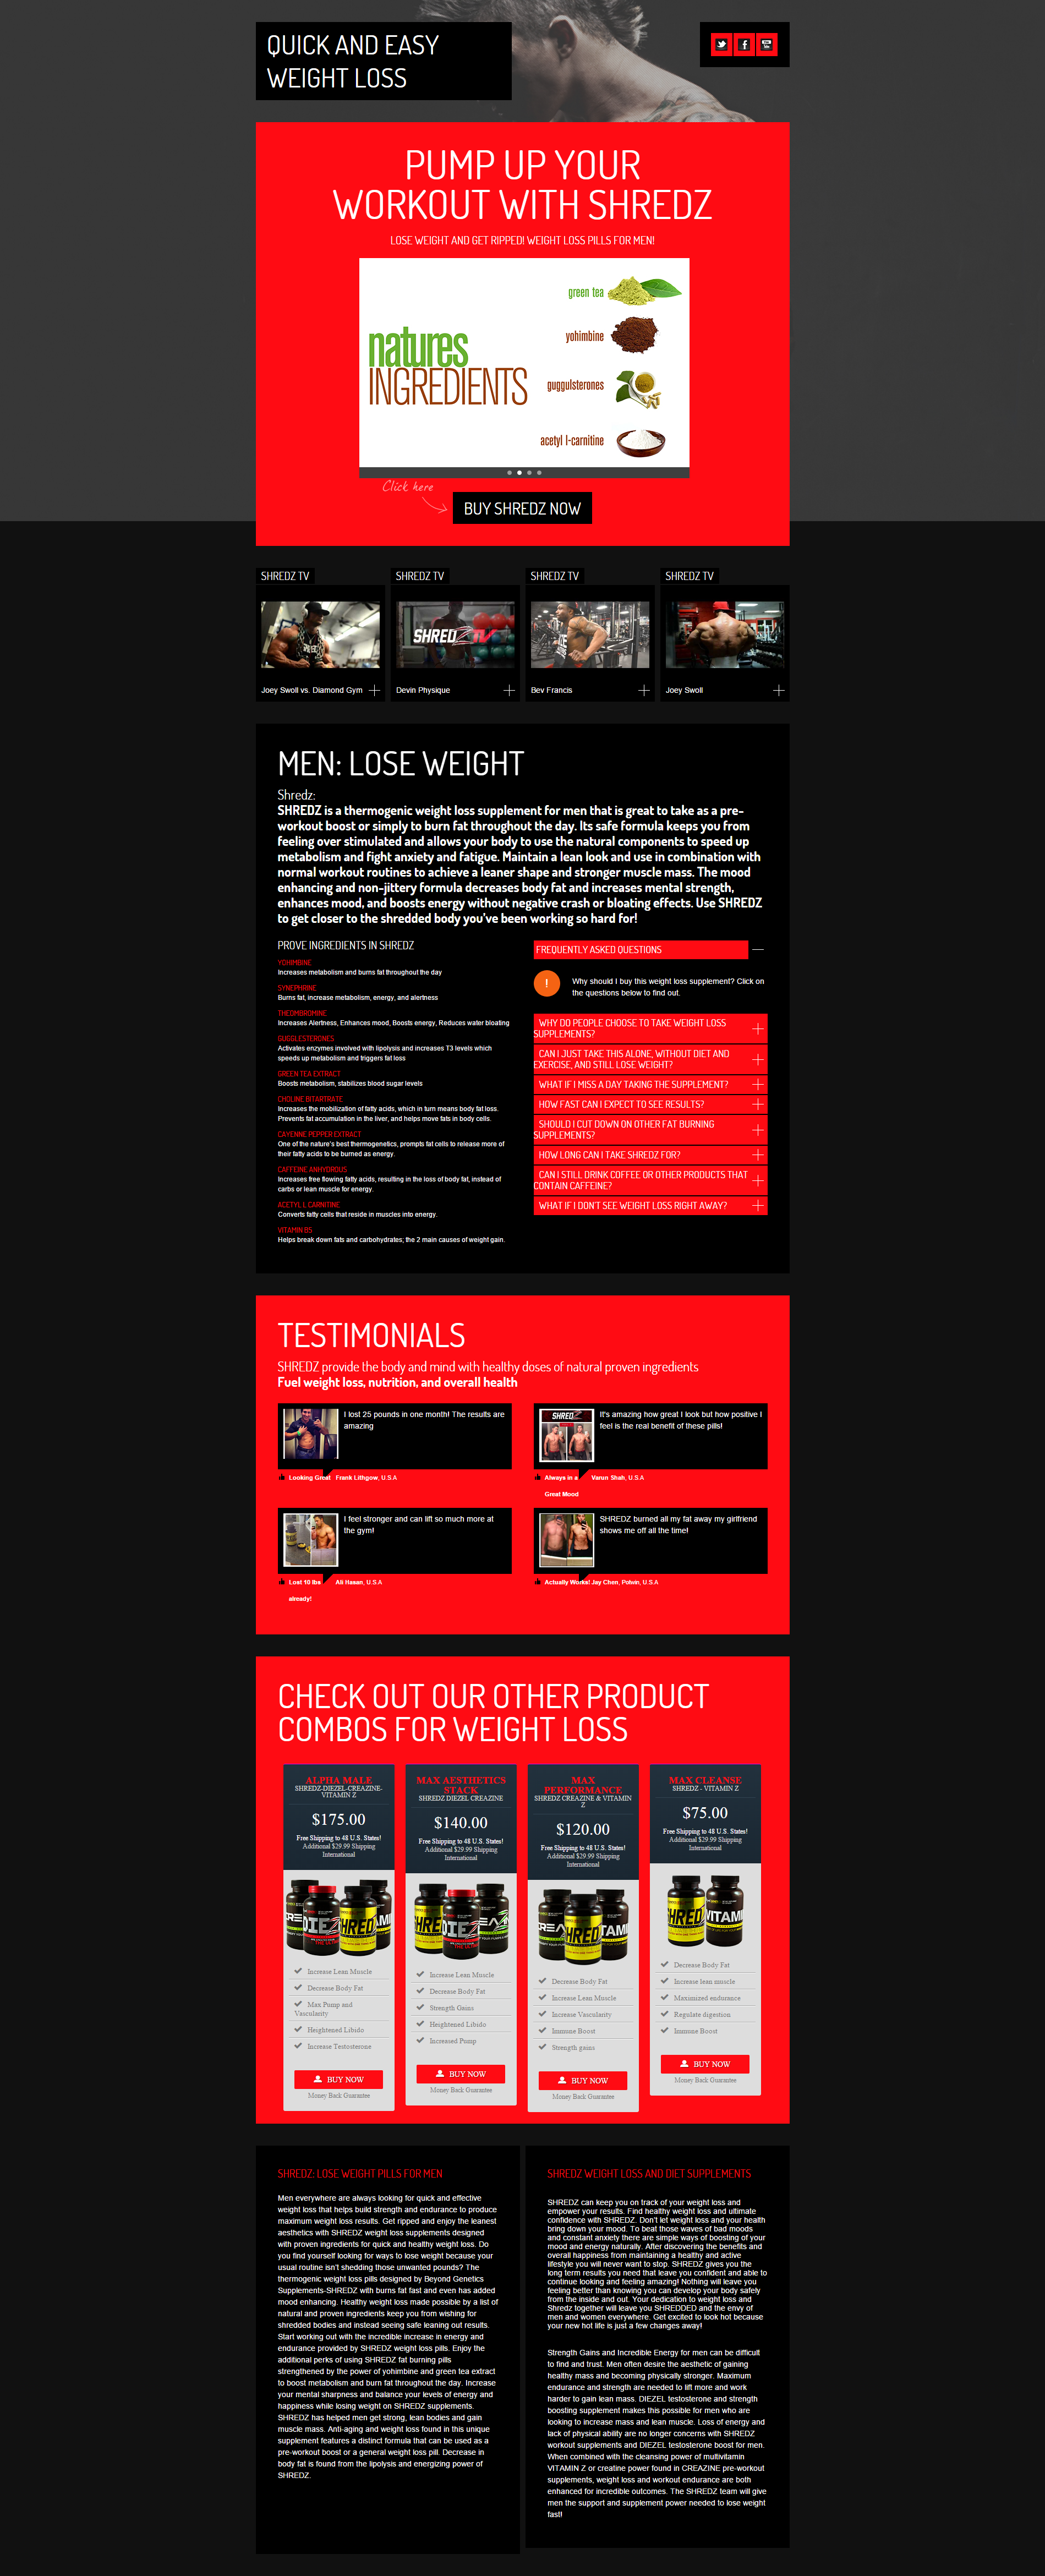 QUICK AND EASY
WEIGHT LOSS
PUMP UP YOUR
WORKOUT WITH SHREDZ
LOSE WEIGHT AND GET RIPPED! WEIGHT LOSS PILLS FOR MEN!
green tea
yohimbine
natures
INGREDIENTS
guggulsterones
acetyl l-carnitine
Click here
BUY SHREDZ NOW
SHREDZ TV
SHREDZ TV
SHREDZ TV
SHREDZ TV
SHREDZ TV
Joey Swoll vs. Diamond Gym
Devin Physique
Bev Francis
Joey Swoll
MEN: LOSE WEIGHT
Shredz:
SHREDZ is a thermogenic weight loss supplement for men that is great to take as a pre-
workout boost or simply to burn fat throughout the day. Its safe formula keeps you from
feeling over stimulated and allows your body to use the natural components to speed up
metabolism and fight anxiety and fatigue. Maintain a lean look and use in combination with
normal workout routines to achieve a leaner shape and stronger muscle mass. The mood
enhancing and non-jittery formula decreases body fat and increases mental strength,
enhances mood, and boosts energy without negative crash or bloating effects. Use SHREDZ
to get closer to the shredded body you've been working so hard for!
PROVE INGREDIENTS IN SHREDZ
YOHIMBINE
Increases metabolism and burns fat throughout the day
SYNEPHRINE
Burns fat, increase metabolism, energy, and alertness
THEOMBROMINE
Increases Alertness, Enhances mood, Boosts energy, Reduces water bloating
GUGGLESTERONES
Activates enzymes involved with lipolysis and increases T3 levels which
speeds up metabolism and triggers fat loss
GREEN TEA EXTRACT
Boosts metabolism, stabilizes blood sugar levels
CHOLINE BITARTRATE
Increases the mobilization of fatty acids, which in turn means body fat loss.
Prevents fat accumulation in the liver, and helps move fats in body cells.
CAYENNE PEPPER EXTRACT
One of the nature's best thermogenetics, prompts fat cells to release more of
their fatty acids to be burned as energy.
CAFFEINE ANHYDROUS
Increases free flowing fatty acids, resulting in the loss of body fat, instead of
carbs or lean muscle for energy.
ACETYL L CARNITINE
Converts fatty cells that reside in muscles into energy.
VITAMIN B5
Helps break down fats and carbohydrates; the 2 main causes of weight gain.
FREQUENTLY ASKED QUESTIONS
!
Why should I buy this weight loss supplement? Click on
the questions below to find out.
WHY DO PEOPLE CHOOSE TO TAKE WEIGHT LOSS
SUPPLEMENTS?
CAN I JUST TAKE THIS ALONE, WITHOUT DIET AND
EXERCISE, AND STILL LOSE WEIGHT?
WHAT IF I MISS A DAY TAKING THE SUPPLEMENT?
HOW FAST CAN I EXPECT TO SEE RESULTS?
SHOULD I CUT DOWN ON OTHER FAT BURNING
SUPPLEMENTS?
HOW LONG CAN I TAKE SHREDZ FOR?
CAN I STILL DRINK COFFEE OR OTHER PRODUCTS THAT
CONTAIN CAFFEINE?
WHAT IF I DON'T SEE WEIGHT LOSS RIGHT AWAY?
TESTIMONIALS
SHREDZ provide the body and mind with healthy doses of natural proven ingredients
Fuel weight loss, nutrition, and overall health
I lost 25 pounds in one month! The results are
amazing
Looking Great Frank Lithgow, U.S.A
SHREDZ
It's amazing how great I look but how positive I
feel is the real benefit of these pills!
Always in a Varun Shah, U.S.A
Great Mood
I feel stronger and can lift so much more at
the gym!
Lost 10 lbs Ali Hasan, U.S.A
already!
SHREDZ burned all my fat away my girlfriend
shows me off all the time!
Actually Works! Jay Chen, Polwin, U.S.A
CHECK OUT OUR OTHER PRODUCT
COMBOS FOR WEIGHT LOSS
ALPHA MALE
SHREDZ-DIEZEL-CREAZINE-
VITAMIN Z
$175.00
Free Shipping to 48 U.S. States!
Additional $29.99 Shipping
International
Increase Lean Muscle
Decrease Body Fat
Max Pump and
Vascularity
Heightened Libido
Increase Testosterone
BUY NOW
Money Back Guarantee
MAX AESTHETICS
STACK
SHREDZ DIEZEL CREAZINE
$140.00
Free Shipping to 48 U.S. States!
Additional $29.99 Shipping
International
Increase Lean Muscle
Decrease Body Fat
Strength Gains
Heightened Libido
Increased Pump
BUY NOW
Money Back Guarantee
MAX
PERFORMANCE
SHREDZ CREAZINE & VITAMIN
Z
$120.00
Free Shipping to 48 U.S. States!
Additional $29.99 Shipping
International
Decrease Body Fat
Increase Lean Muscle
Increase Vascularity
Immune Boost
Strength gains
BUY NOW
Money Back Guarantee
MAX CLEANSE
SHREDZ - VITAMIN Z
$75.00
Free Shipping to 48 U.S. States!
Additional $29.99 Shipping
International
Decrease Body Fat
Increase lean muscle
Maximized endurance
Regulate digestion
Immune Boost
BUY NOW
Money Back Guarantee
SHREDZ: LOSE WEIGHT PILLS FOR MEN
Men everywhere are always looking for quick and effective
weight loss that helps build strength and endurance to produce
maximum weight loss results. Get ripped and enjoy the leanest
aesthetics with SHREDZ weight loss supplements designed
with proven ingredients for quick and healthy weight loss. Do
you find yourself looking for ways to lose weight because your
usual routine isn't shedding those unwanted pounds? The
thermogenic weight loss pills designed by Beyond Genetics
Supplements-SHREDZ with burns fat fast and even has added
mood enhancing. Healthy weight loss made possible by a list of
natural and proven ingredients keep you from wishing for
shredded bodies and instead seeing safe leaning out results.
Start working out with the incredible increase in energy and
endurance provided by SHREDZ weight loss pills. Enjoy the
additional perks of using SHREDZ fat burning pills
strengthened by the power of yohimbine and green tea extract
to boost metabolism and burn fat throughout the day. Increase
your mental sharpness and balance your levels of energy and
happiness while losing weight on SHREDZ supplements.
SHREDZ has helped men get strong, lean bodies and gain
muscle mass. Anti-aging and weight loss found in this unique
supplement features a distinct formula that can be used as a
pre-workout boost or a general weight loss pill. Decrease in
body fat is found from the lipolysis and energizing power of
SHREDZ.
SHREDZ WEIGHT LOSS AND DIET SUPPLEMENTS
SHREDZ can keep you on track of your weight loss and
empower your results. Find healthy weight loss and ultimate
confidence with SHREDZ. Don't let weight loss and your health
bring down your mood. To beat those waves of bad moods
and constant anxiety there are simple ways of boosting of your
mood and energy naturally. After discovering the benefits and
overall happiness from maintaining a healthy and active
lifestyle you will never want to stop. SHREDZ gives you the
long term results you need that leave you confident and able to
continue looking and feeling amazing! Nothing will leave you
feeling better than knowing you can develop your body safely
from the inside and out. Your dedication to weight loss and
Shredz together will leave you SHREDDED and the envy of
men and women everywhere. Get excited to look hot because
your new hot life is just a few changes away!
Strength Gains and Incredible Energy for men can be difficult
to find and trust. Men often desire the aesthetic of gaining
healthy mass and becoming physically stronger. Maximum
endurance and strength are needed to lift more and work
harder to gain lean mass. DIEZEL testosterone and strength
boosting supplement makes this possible for men who are
looking to increase mass and lean muscle. Loss of energy and
lack of physical ability are no longer concerns with SHREDZ
workout supplements and DIEZEL testosterone boost for men.
When combined with the cleansing power of multivitamin
VITAMIN Z or creatine power found in CREAZINE pre-workout
supplements, weight loss and workout endurance are both
enhanced for incredible outcomes. The SHREDZ team will give
men the support and supplement power needed to lose weight
fast!